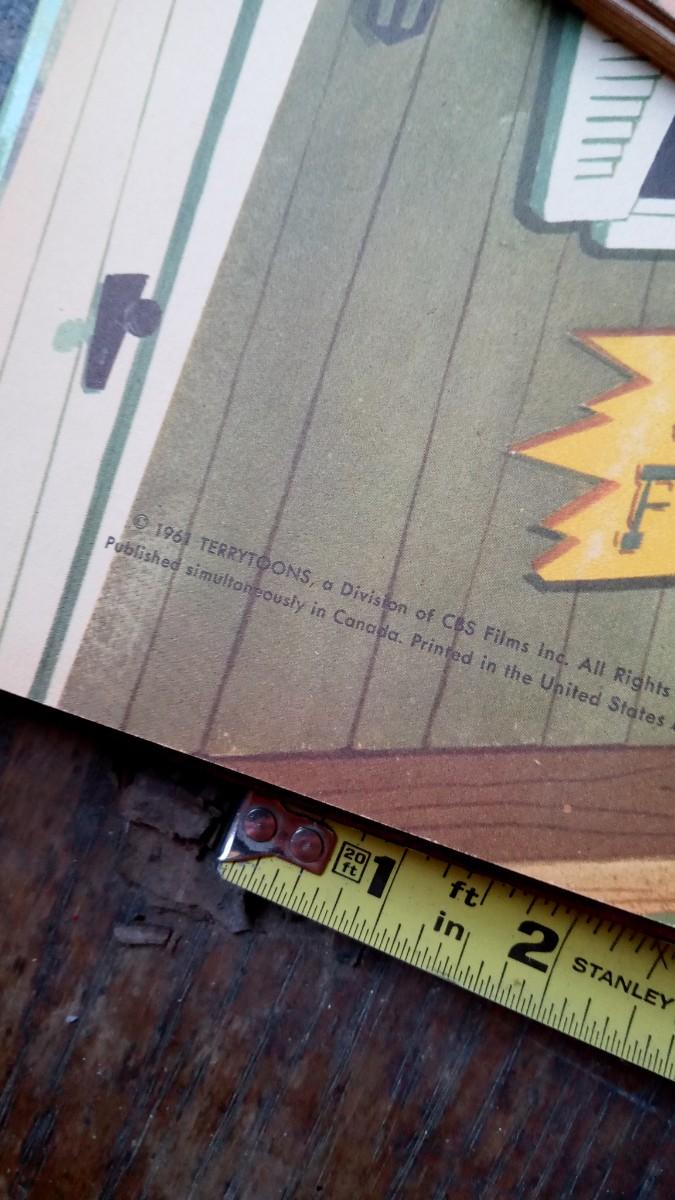 F
© 1961 TERRYTOONS, a Division of CBS Films Inc. All Rights
Published simultaneously in Canada. Printed in the United States
20
ft
1
ft
in
2
STANLEY